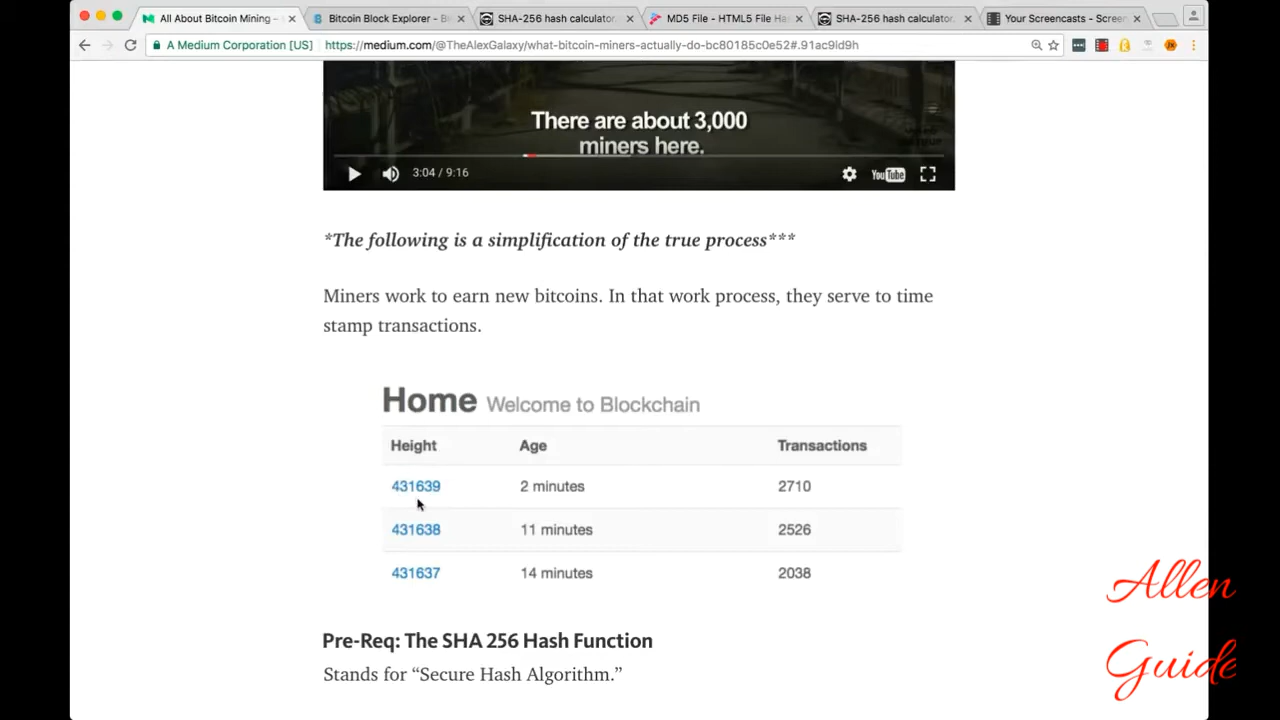 All About Bitcoin Mining -
Bitcoin Block Explorer - B
SHA-256 hash calculator.
MD5 File - HTML5 File Ha
SHA-256 hash calculator.
Your Screencasts - Screen
A Medium Corporation [US]
https://medium.com/@TheAlexGalaxy/what-bitcoin-miners-actually-do-bc80185c0e52#.91ac9ld9h
There are about 3,000
miners here.
3:04 / 9:16
YouTube
*The following is a simplification of the true process***
Miners work to earn new bitcoins. In that work process, they serve to time
stamp transactions.
Home Welcome to Blockchain
Height Age Transactions
431639 2 minutes 2710
431638 11 minutes 2526
431637 14 minutes 2038
Pre-Req: The SHA 256 Hash Function
Stands for “Secure Hash Algorithm.”
Allen
Guide